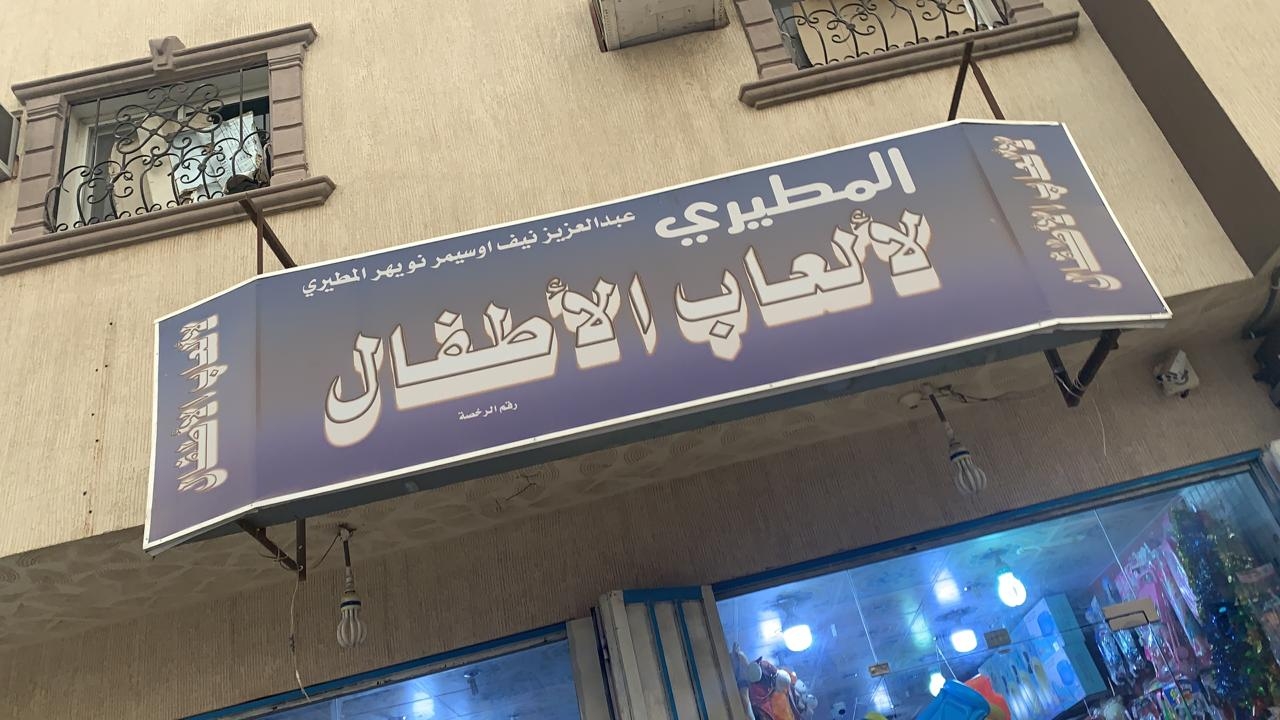 المطيري
عبدالعزيز نيف اوسيمر نويهر المطيري
لألعاب الأطفال
رقم الرخصة
لألعاب الأطفال
لألعاب الأطفال